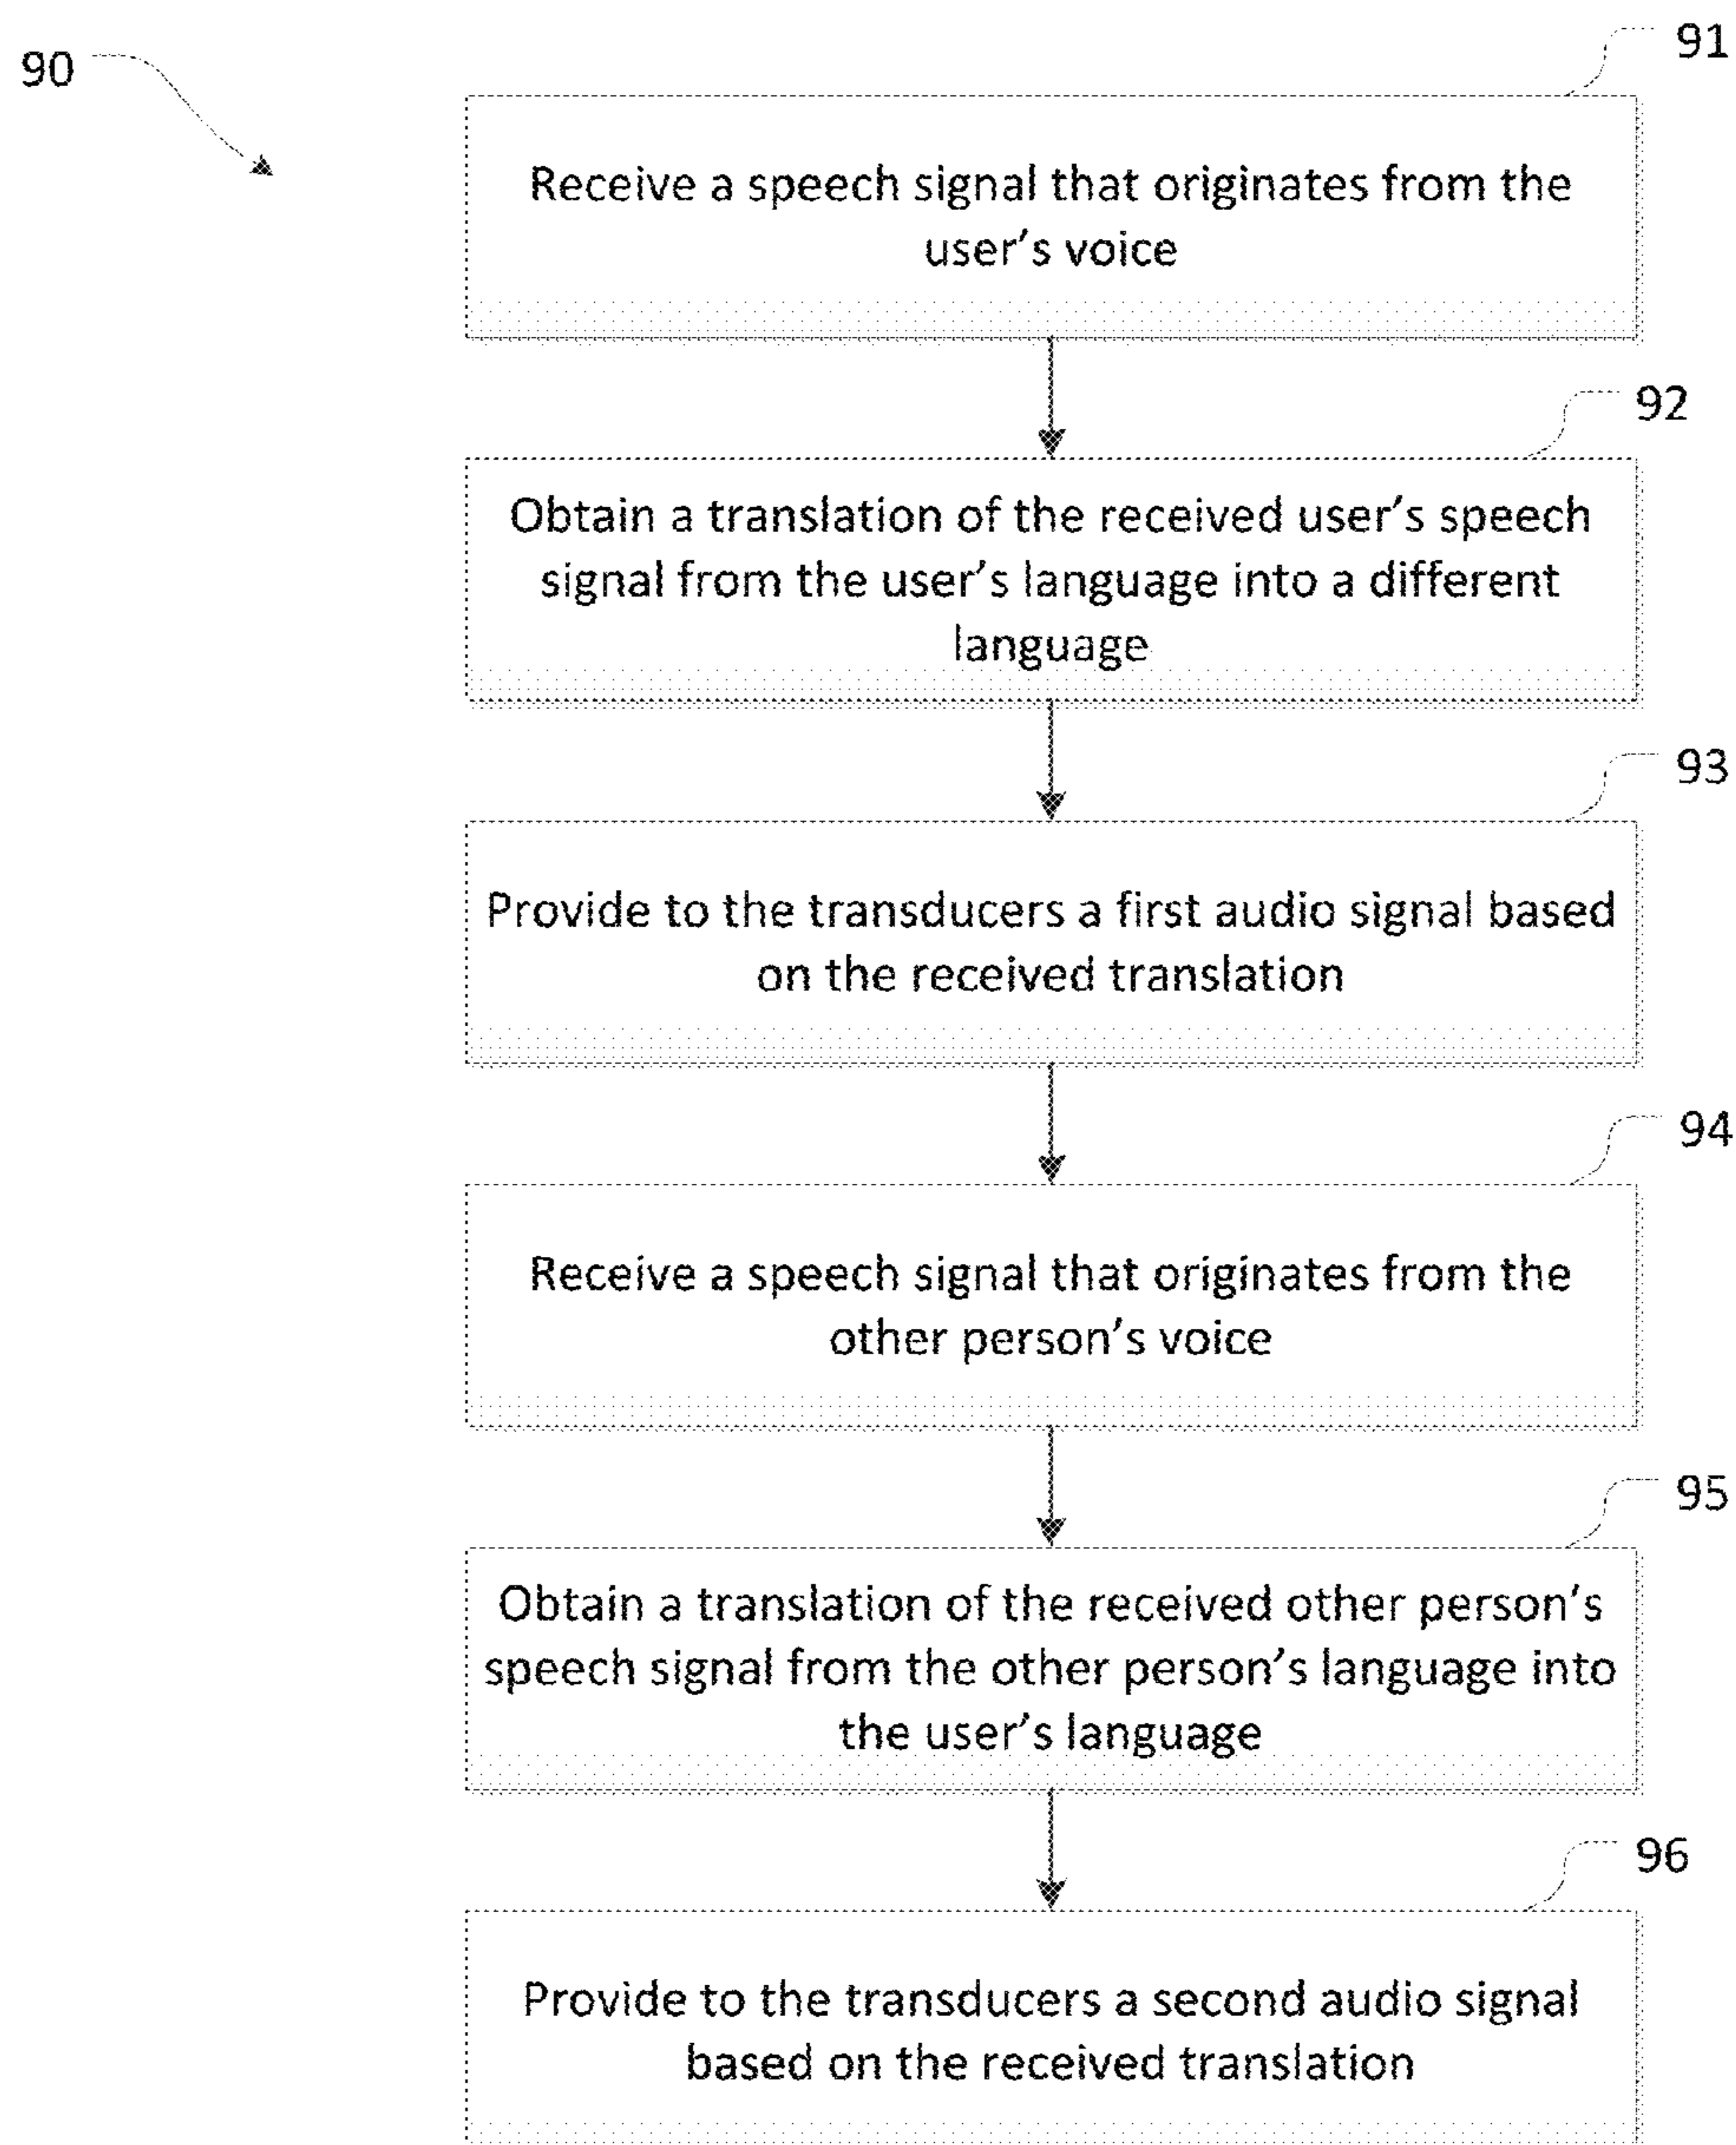 90
91
Receive a speech signal that originates from the
user's voice
92
Obtain a translation of the received user's speech
signal from the user's language into a different
language
93
Provide to the transducers a first audio signal based
on the received translation
94
Receive a speech signal that originates from the
other person's voice
95
Obtain a translation of the received other person's
speech signal from the other person's language into
the user's language
96
Provide to the transducers a second audio signal
based on the received translation